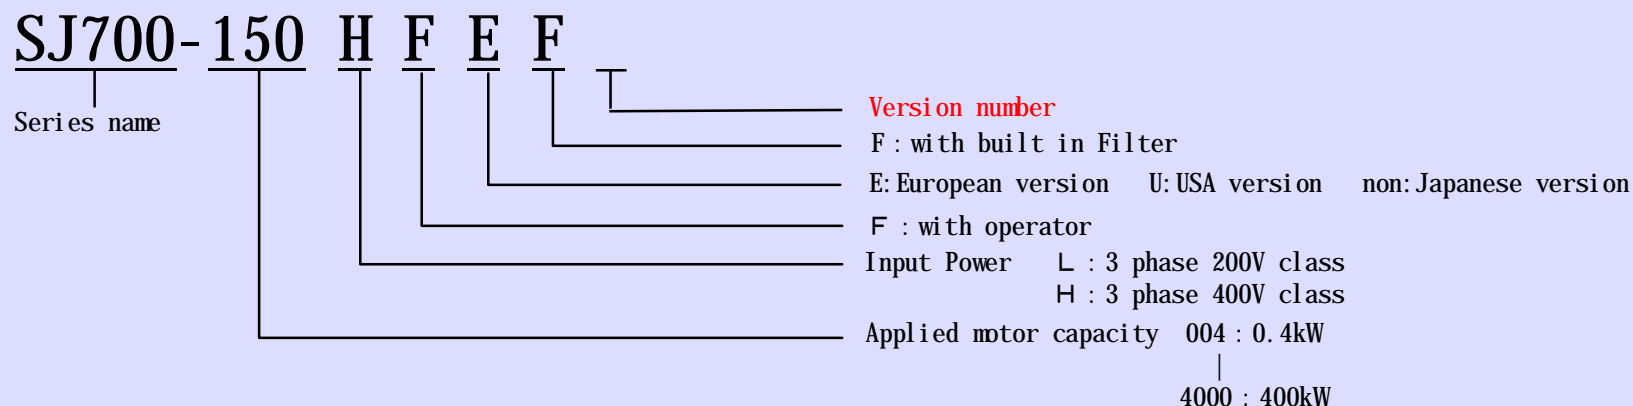 SJ700-150 H F E F _
Series name
Version number
F:with built in Filter
E:European version U:USA version non:Japanese version
F:with operator
Input Power L:3 phase 200V class
H:3 phase 400V class
Applied motor capacity 004:0.4kW
|
4000:400kW